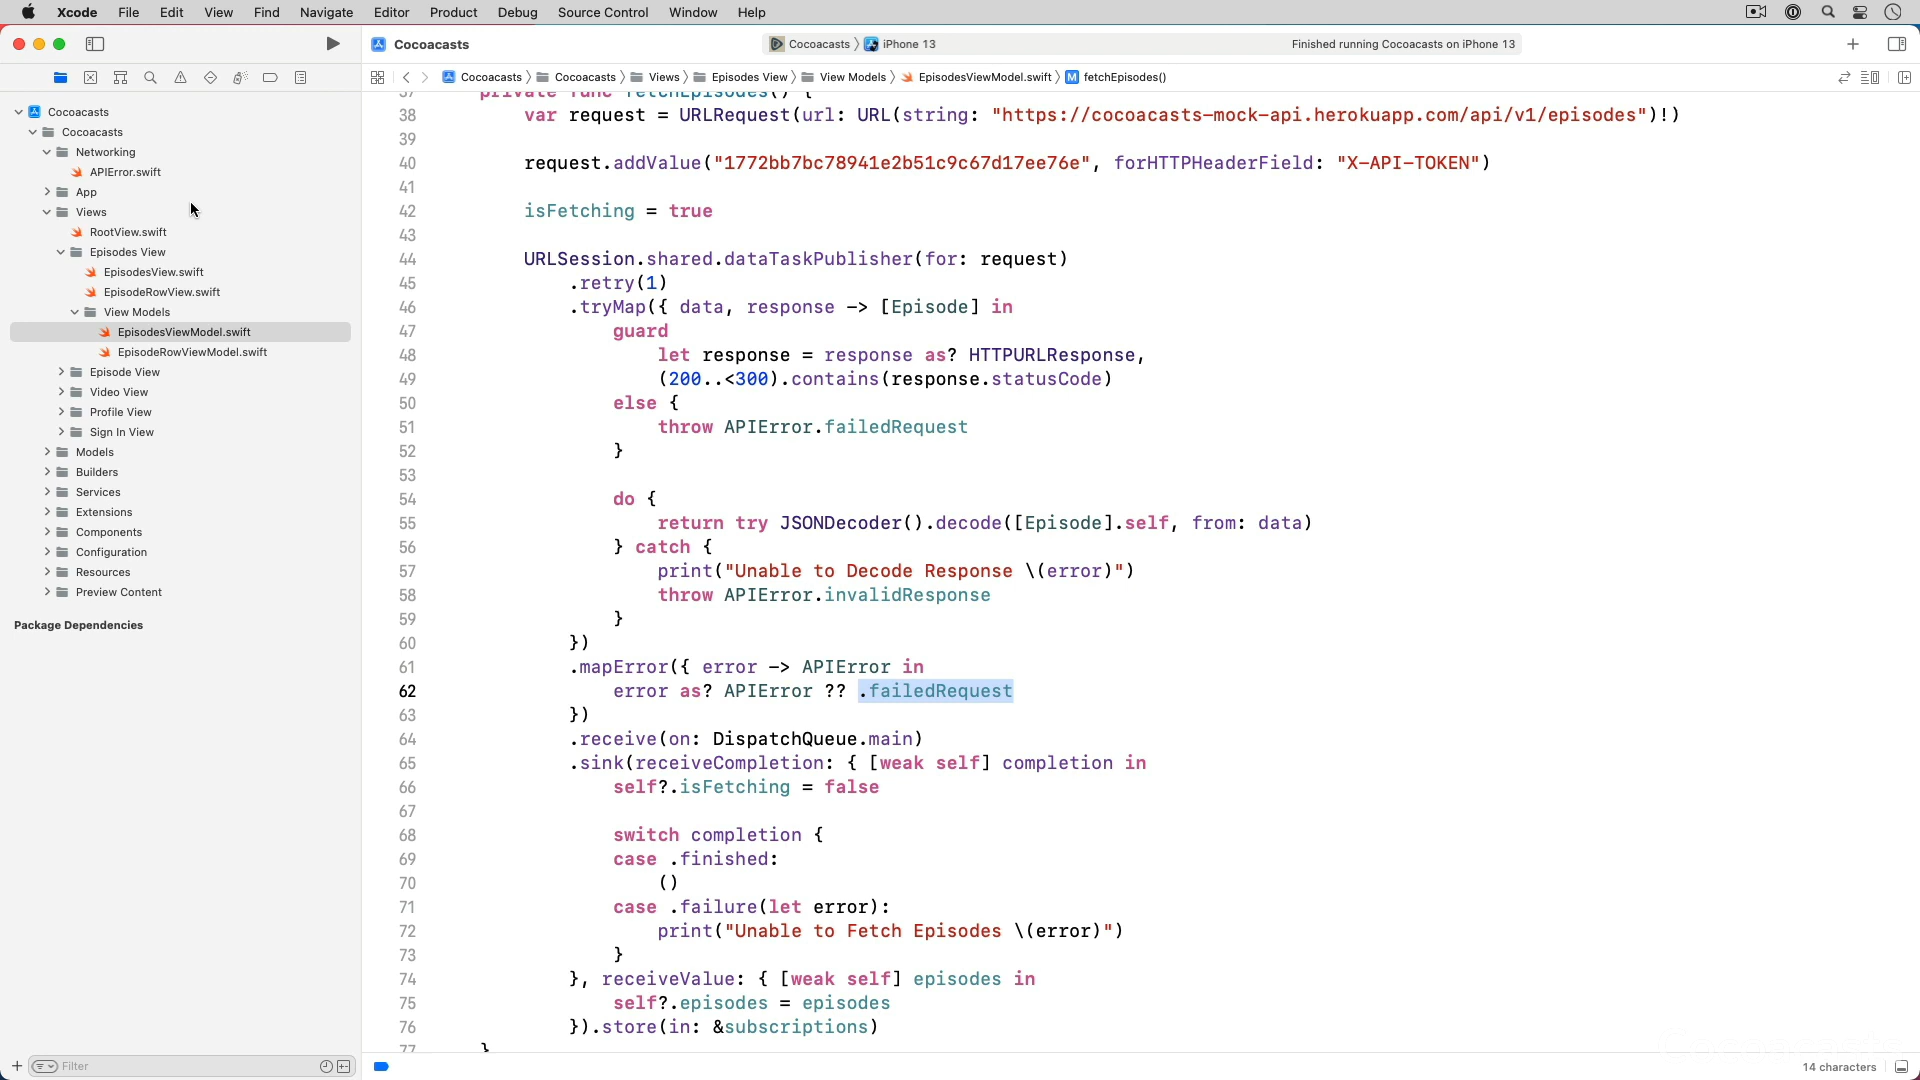 Xcode File Edit View Find Navigate Editor Product Debug Source Control Window Help
Cocoacasts
Cocoacasts iPhone 13
Finished running Cocoacasts on iPhone 13
Cocoacasts Cocoacasts Views Episodes View View Models EpisodesViewModel.swift M fetchEpisodes()
Cocoacasts
Cocoacasts
Networking
APIError.swift
App
Views
RootView.swift
Episodes View
EpisodesView.swift
EpisodeRowView.swift
View Models
EpisodesViewModel.swift
EpisodeRowViewModel.swift
Episode View
Video View
Profile View
Sign In View
Models
Builders
Services
Extensions
Components
Configuration
Resources
Preview Content
Package Dependencies
Filter
37 private func fetchEpisodes() {
38 var request = URLRequest(url: URL(string: "https://cocoacasts-mock-api.herokuapp.com/api/v1/episodes")!)
39
40 request.addValue("1772bb7bc78941e2b51c9c67d17ee76e", forHTTPHeaderField: "X-API-TOKEN")
41
42 isFetching = true
43
44 URLSession.shared.dataTaskPublisher(for: request)
45 .retry(1)
46 .tryMap({ data, response -> [Episode] in
47 guard
48 let response = response as? HTTPURLResponse,
49 (200..<300).contains(response.statusCode)
50 else {
51 throw APIError.failedRequest
52 }
53
54 do {
55 return try JSONDecoder().decode([Episode].self, from: data)
56 } catch {
57 print("Unable to Decode Response \(error)")
58 throw APIError.invalidResponse
59 }
60 })
61 .mapError({ error -> APIError in
62 error as? APIError ?? .failedRequest
63 })
64 .receive(on: DispatchQueue.main)
65 .sink(receiveCompletion: { [weak self] completion in
66 self?.isFetching = false
67
68 switch completion {
69 case .finished:
70 ()
71 case .failure(let error):
72 print("Unable to Fetch Episodes \(error)")
73 }
74 }, receiveValue: { [weak self] episodes in
75 self?.episodes = episodes
76 }).store(in: &subscriptions)
77 }
14 characters